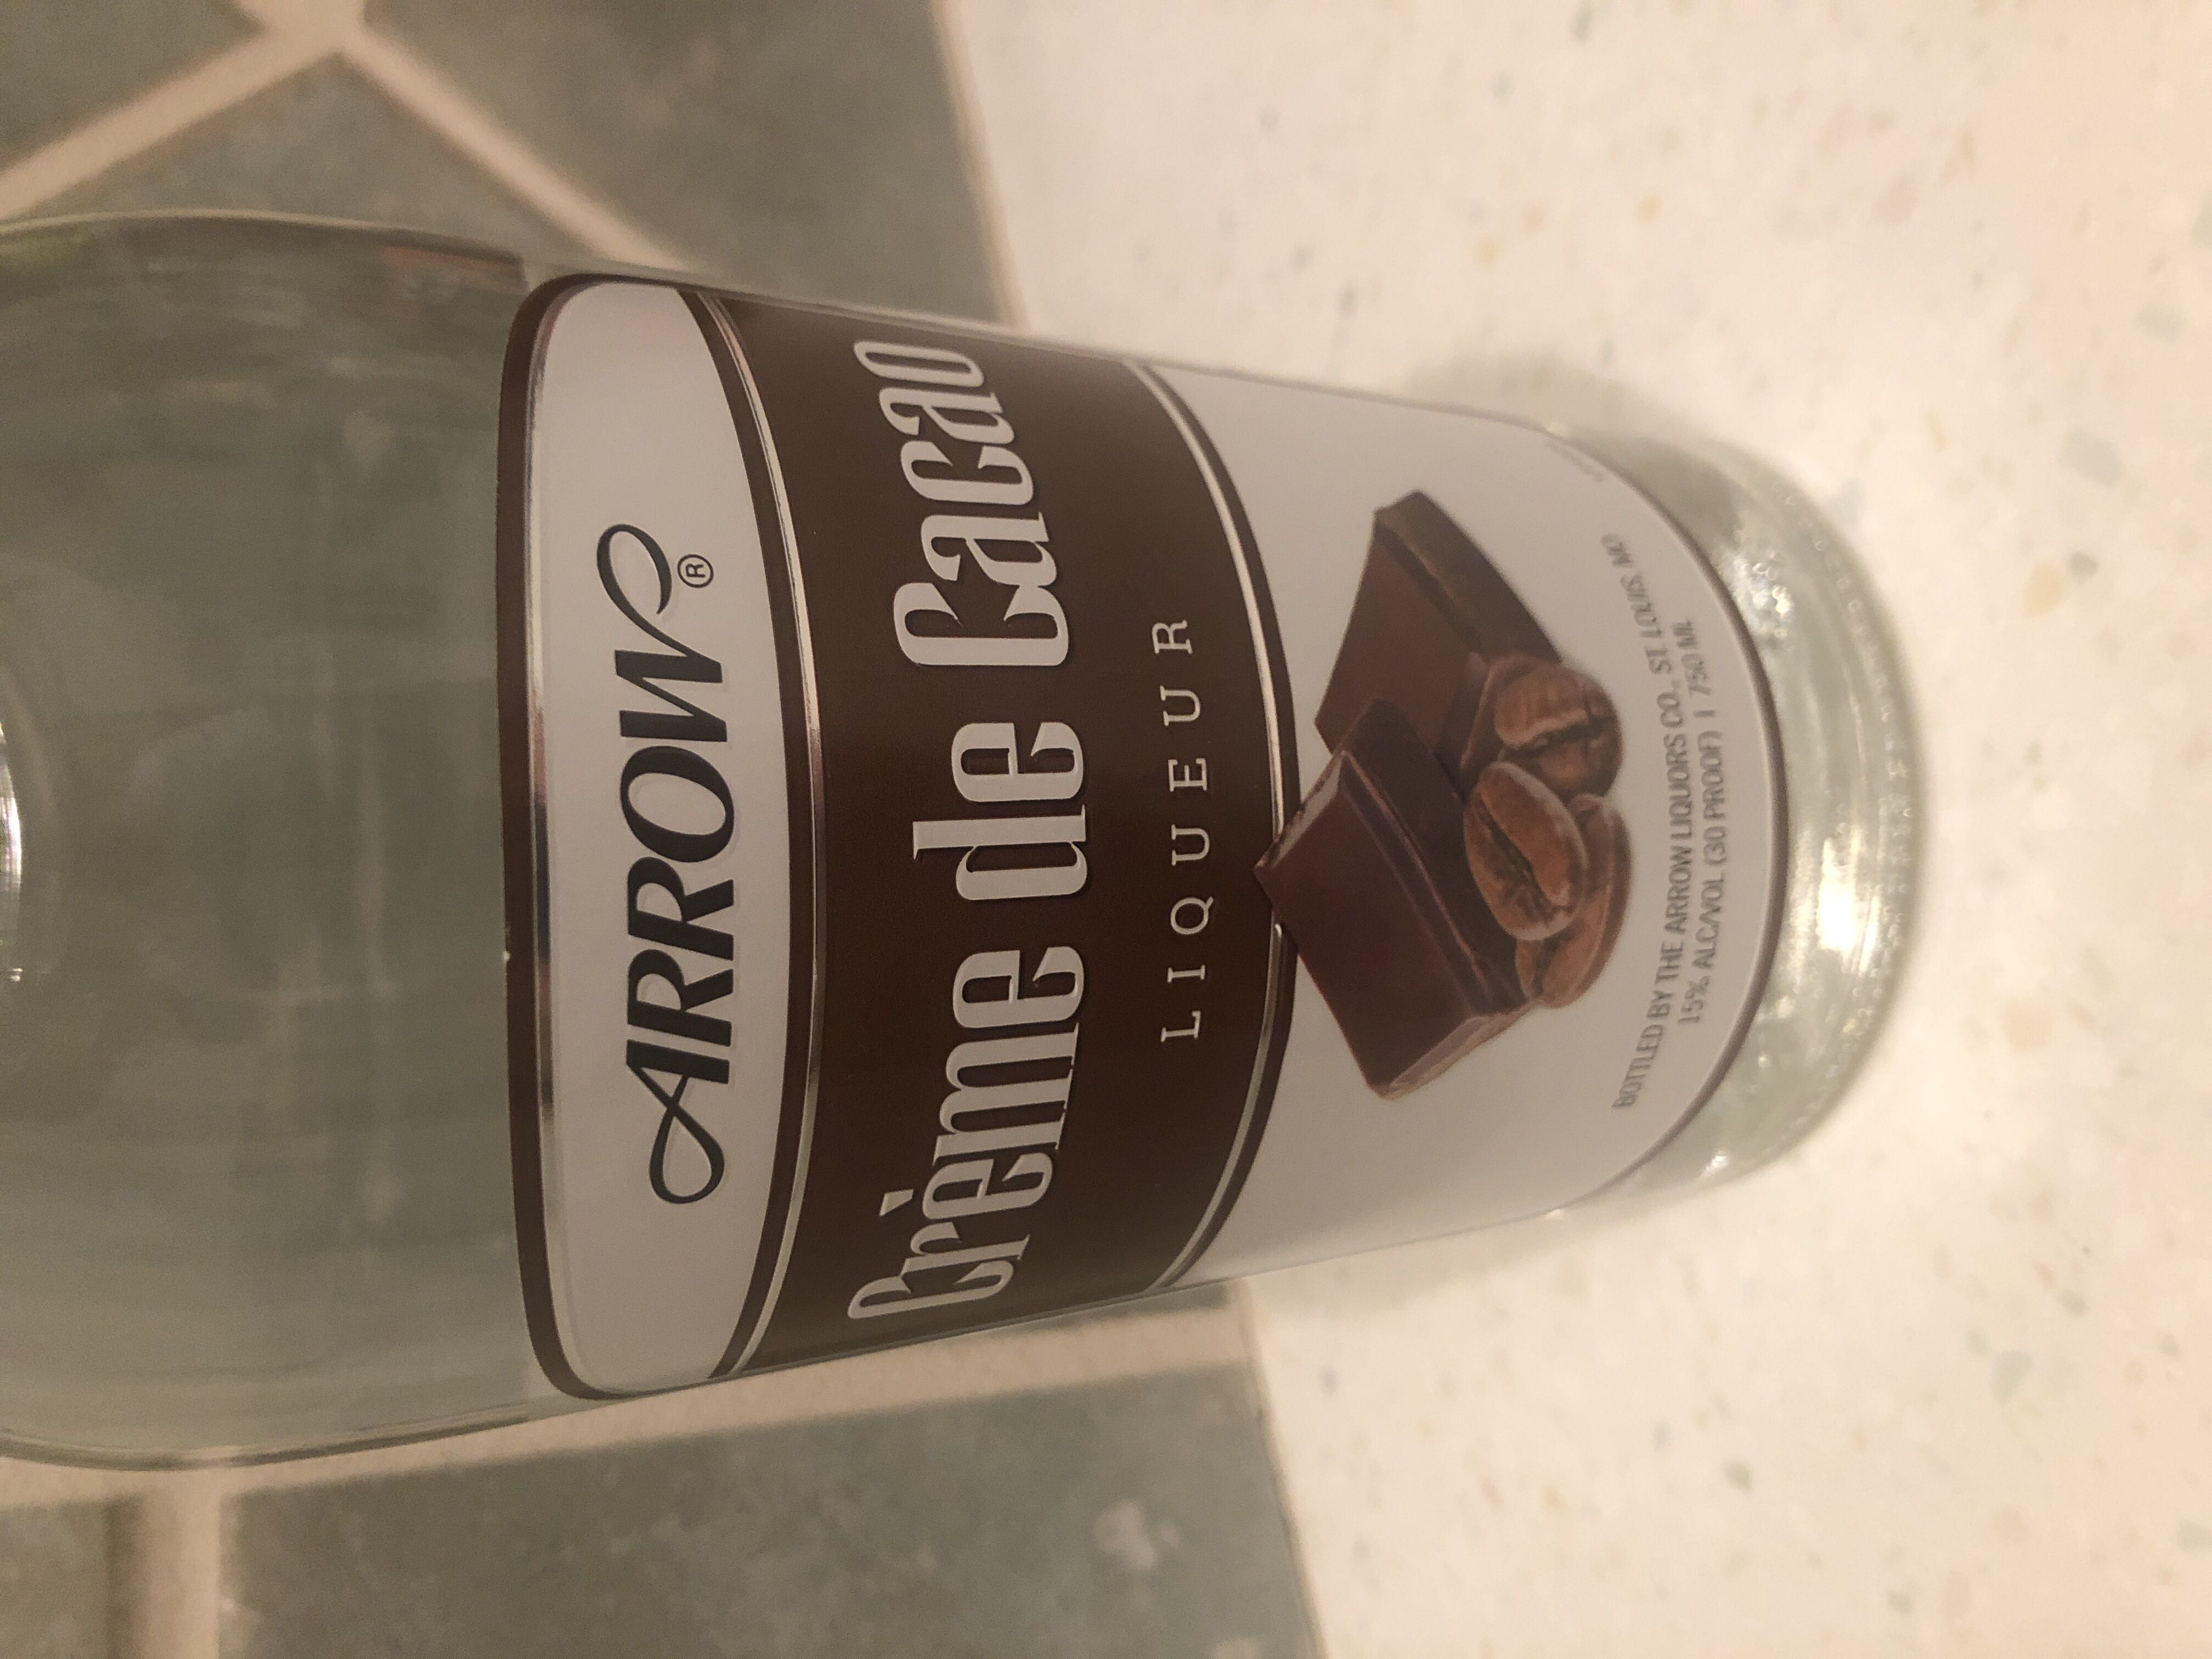 ARROW®
Crème de Cacao
LIQUEUR
BOTTLED BY THE ARROW LIQUORS CO., ST. LOUIS, MO
15% ALC/VOL (30 PROOF) | 750 ML